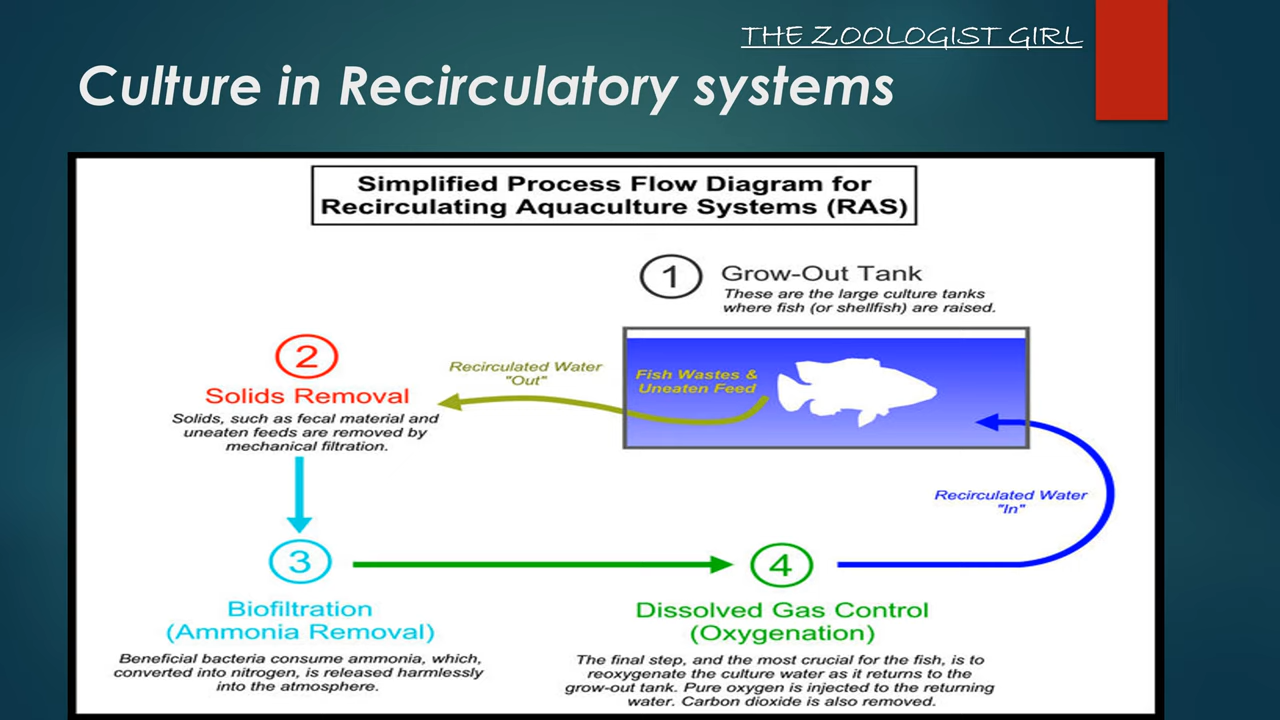 THE ZOOLOGIST GIRL
Culture in Recirculatory systems
Simplified Process Flow Diagram for
Recirculating Aquaculture Systems (RAS)
1
Grow-Out Tank
These are the large culture tanks
where fish (or shellfish) are raised.
2
Solids Removal
Solids, such as fecal material and
uneaten feeds are removed by
mechanical filtration.
Recirculated Water
"Out"
Fish Wastes &
Uneaten Feed
Recirculated Water
"In"
3
Biofiltration
(Ammonia Removal)
Beneficial bacteria consume ammonia, which,
converted into nitrogen, is released harmlessly
into the atmosphere.
4
Dissolved Gas Control
(Oxygenation)
The final step, and the most crucial for the fish, is to
reoxygenate the culture water as it returns to the
grow-out tank. Pure oxygen is injected to the returning
water. Carbon dioxide is also removed.